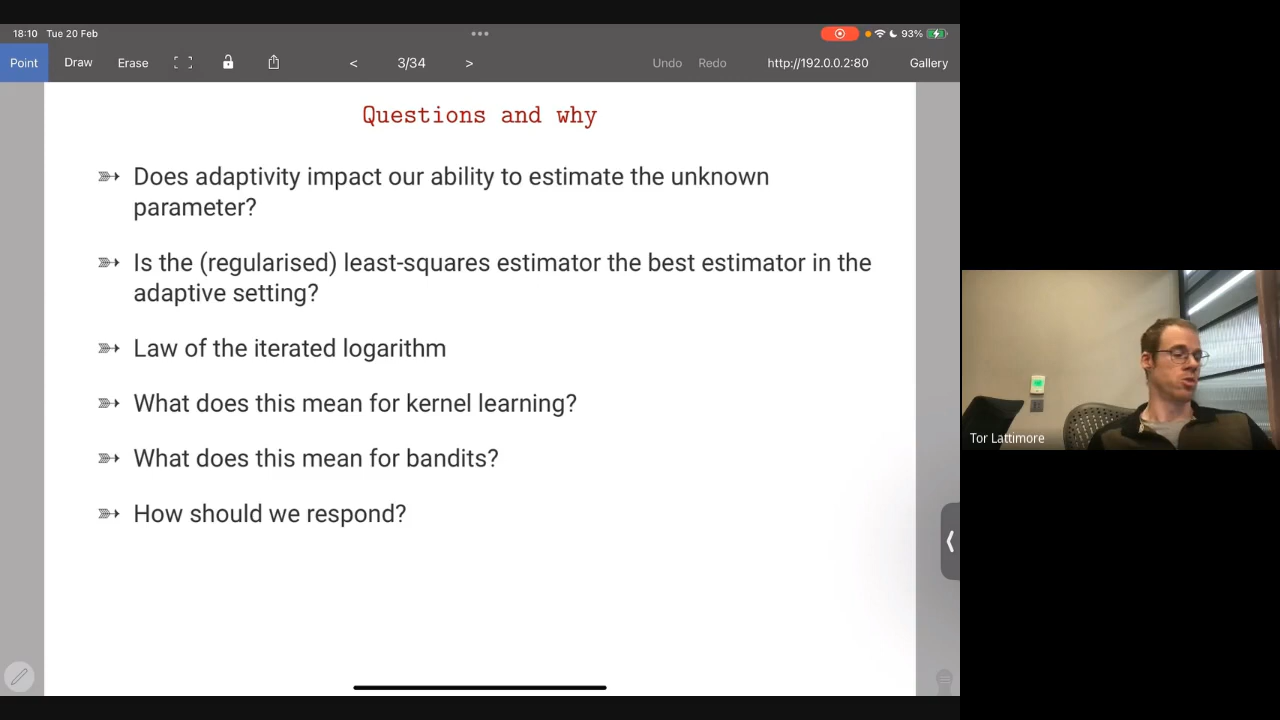 18:10 Tue 20 Feb
93%
Point Draw Erase < 3/34 > Undo Redo http://192.0.0.2:80 Gallery
Questions and why
Does adaptivity impact our ability to estimate the unknown
parameter?
Is the (regularised) least-squares estimator the best estimator in the
adaptive setting?
Law of the iterated logarithm
What does this mean for kernel learning?
What does this mean for bandits?
How should we respond?
Tor Lattimore